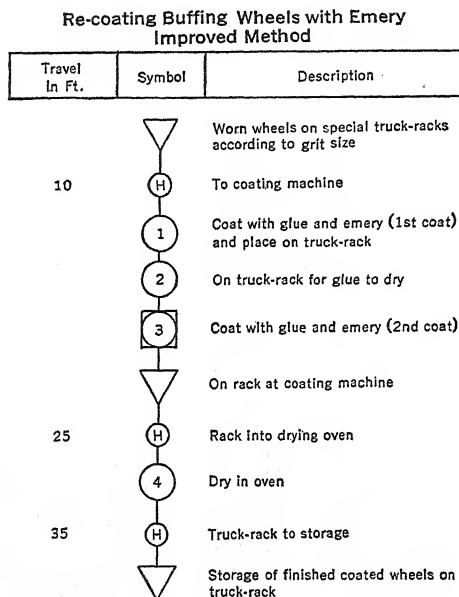 Re-coating Buffing Wheels with Emery
Improved Method
Travel In Ft. Symbol Description
Worn wheels on special truck-racks
according to grit size
10 H To coating machine
1 Coat with glue and emery (1st coat)
and place on truck-rack
2 On truck-rack for glue to dry
3 Coat with glue and emery (2nd coat)
On rack at coating machine
25 H Rack into drying oven
4 Dry in oven
35 H Truck-rack to storage
Storage of finished coated wheels on
truck-rack